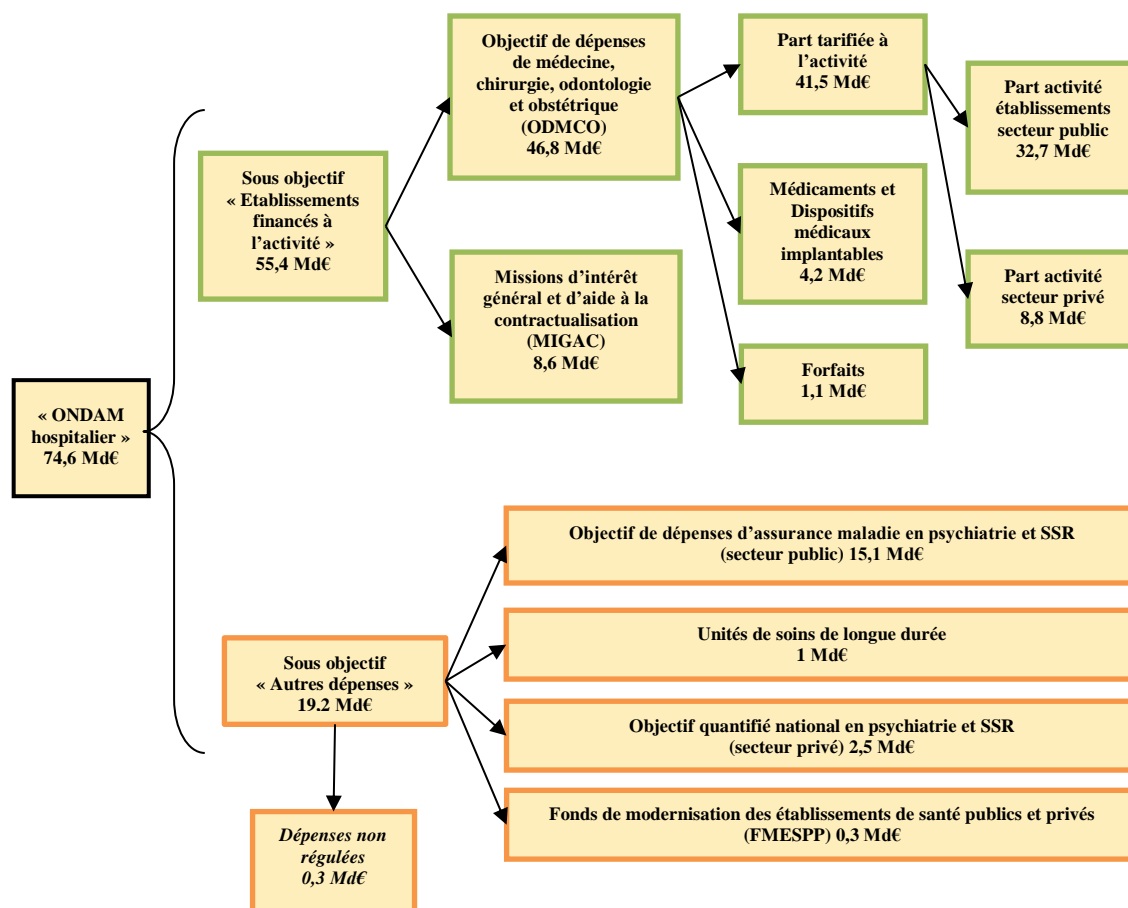 « ONDAM
hospitalier »
74,6 Md€
Sous objectif
« Etablissements
financés à
l’activité »
55,4 Md€
Objectif de dépenses
de médecine,
chirurgie, odontologie
et obstétrique
(ODMCO)
46,8 Md€
Missions d’intérêt
général et d’aide à la
contractualisation
(MIGAC)
8,6 Md€
Part tarifiée à
l’activité
41,5 Md€
Médicaments et
Dispositifs
médicaux
implantables
4,2 Md€
Forfaits
1,1 Md€
Part activité
établissements
secteur public
32,7 Md€
Part activité
secteur privé
8,8 Md€
Sous objectif
« Autres dépenses »
19.2 Md€
Objectif de dépenses d’assurance maladie en psychiatrie et SSR
(secteur public) 15,1 Md€
Unités de soins de longue durée
1 Md€
Objectif quantifié national en psychiatrie et SSR
(secteur privé) 2,5 Md€
Fonds de modernisation des établissements de santé publics et privés
(FMESPP) 0,3 Md€
Dépenses non
régulées
0,3 Md€